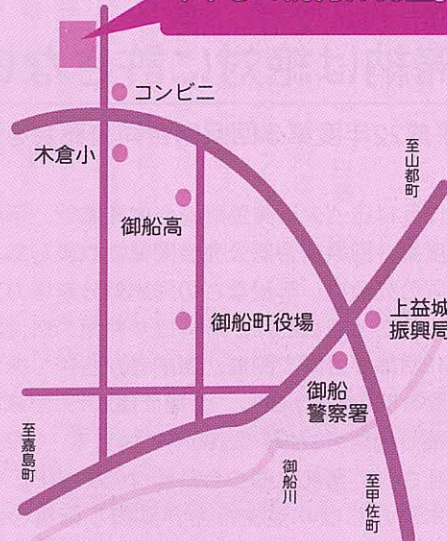 コンビニ
木倉小
御船高
至山都町
御船町役場
上益城
振興局
御船
警察署
至嘉島町
御船川
至甲佐町